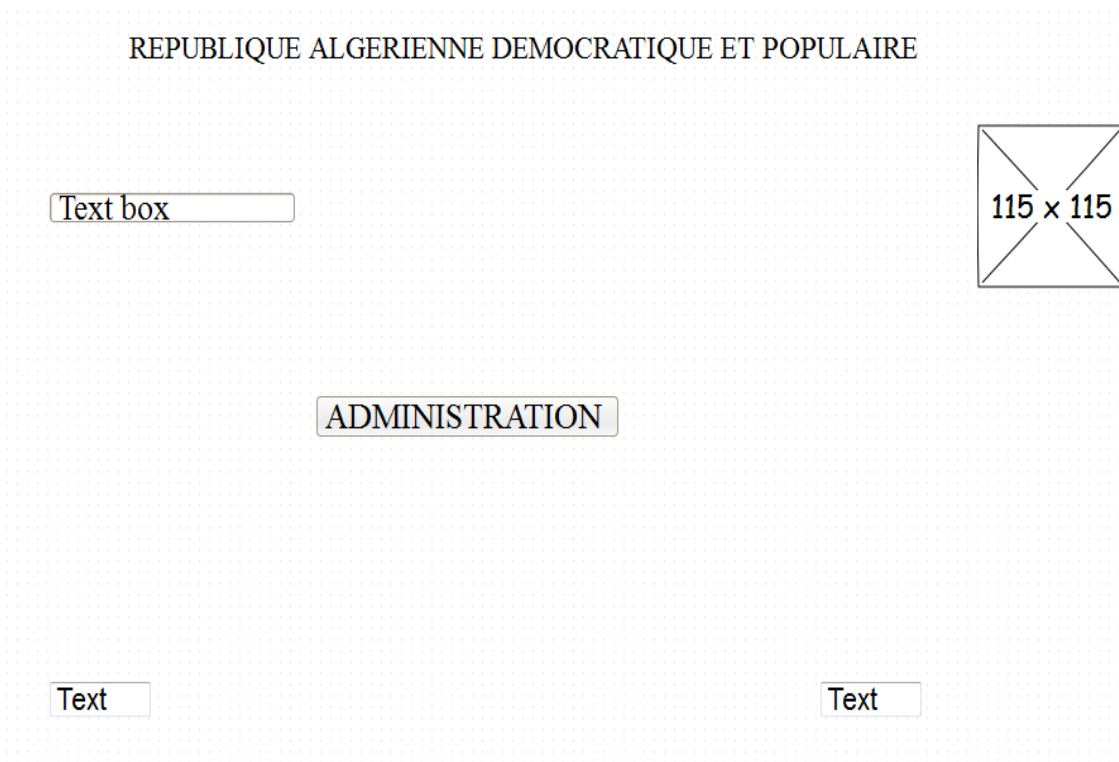 REPUBLIQUE ALGERIENNE DEMOCRATIQUE ET POPULAIRE
Text box
115 x 115
ADMINISTRATION
Text
Text